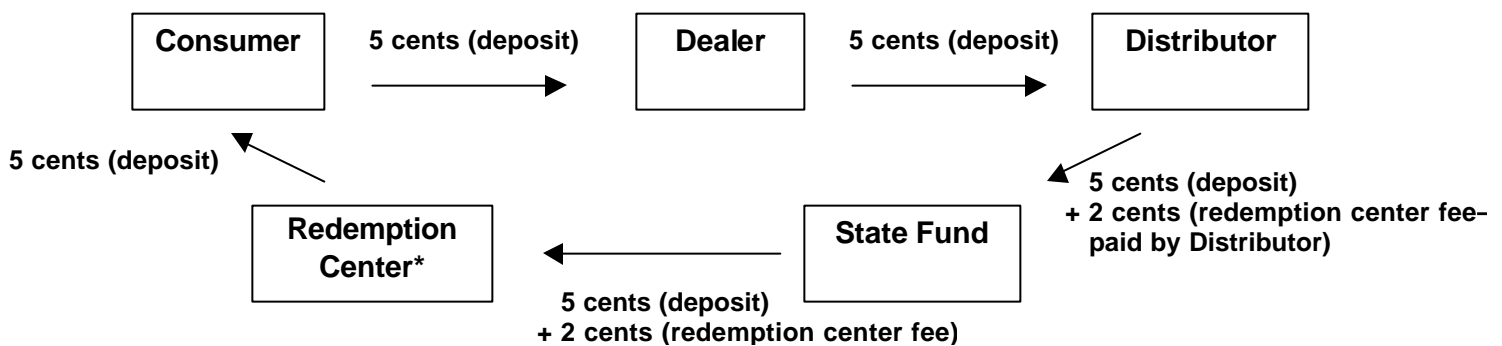 Consumer
5 cents (deposit)
Dealer
5 cents (deposit)
Distributor
5 cents (deposit)
5 cents (deposit)
+ 2 cents (redemption center fee–
paid by Distributor)
Redemption
Center*
State Fund
5 cents (deposit)
+ 2 cents (redemption center fee)